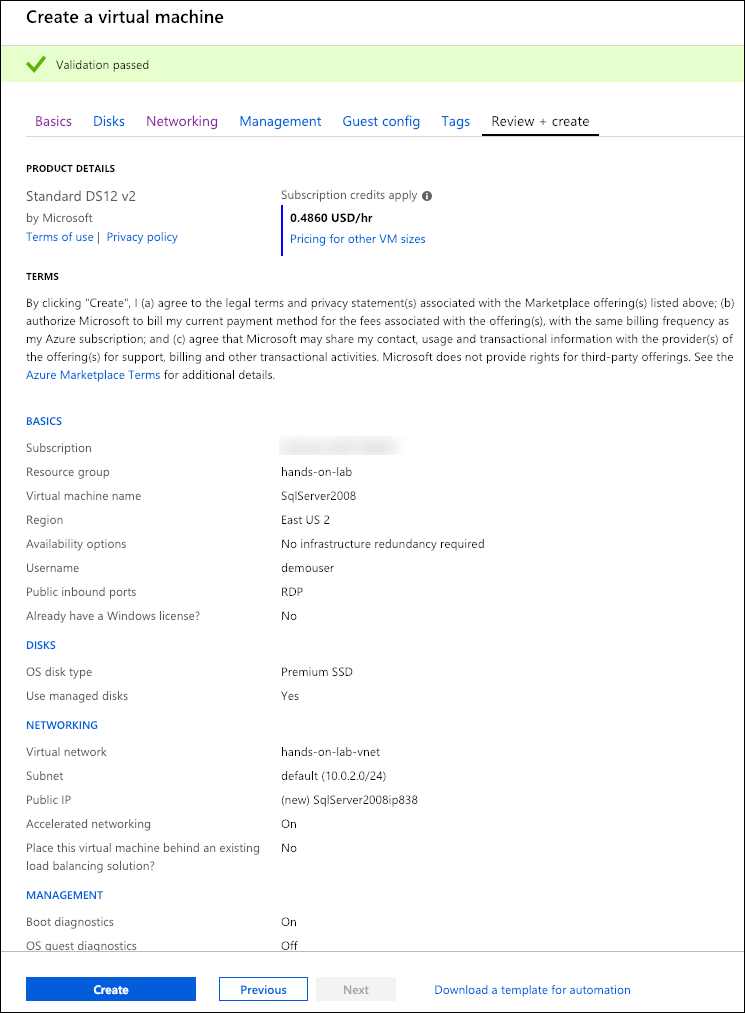 Create a virtual machine
Validation passed
Basics Disks Networking Management Guest config Tags Review + create
PRODUCT DETAILS
Standard DS12 v2
by Microsoft
Terms of use | Privacy policy
Subscription credits apply
0.4860 USD/hr
Pricing for other VM sizes
TERMS
By clicking "Create", I (a) agree to the legal terms and privacy statement(s) associated with the Marketplace offering(s) listed above; (b)
authorize Microsoft to bill my current payment method for the fees associated with the offering(s), with the same billing frequency as
my Azure subscription; and (c) agree that Microsoft may share my contact, usage and transactional information with the provider(s) of
the offering(s) for support, billing and other transactional activities. Microsoft does not provide rights for third-party offerings. See the
Azure Marketplace Terms for additional details.
BASICS
Subscription
Resource group hands-on-lab
Virtual machine name SqlServer2008
Region East US 2
Availability options No infrastructure redundancy required
Username demouser
Public inbound ports RDP
Already have a Windows license? No
DISKS
OS disk type Premium SSD
Use managed disks Yes
NETWORKING
Virtual network hands-on-lab-vnet
Subnet default (10.0.2.0/24)
Public IP (new) SqlServer2008ip838
Accelerated networking On
Place this virtual machine behind an existing No
load balancing solution?
MANAGEMENT
Boot diagnostics On
OS guest diagnostics Off
Create Previous Next Download a template for automation